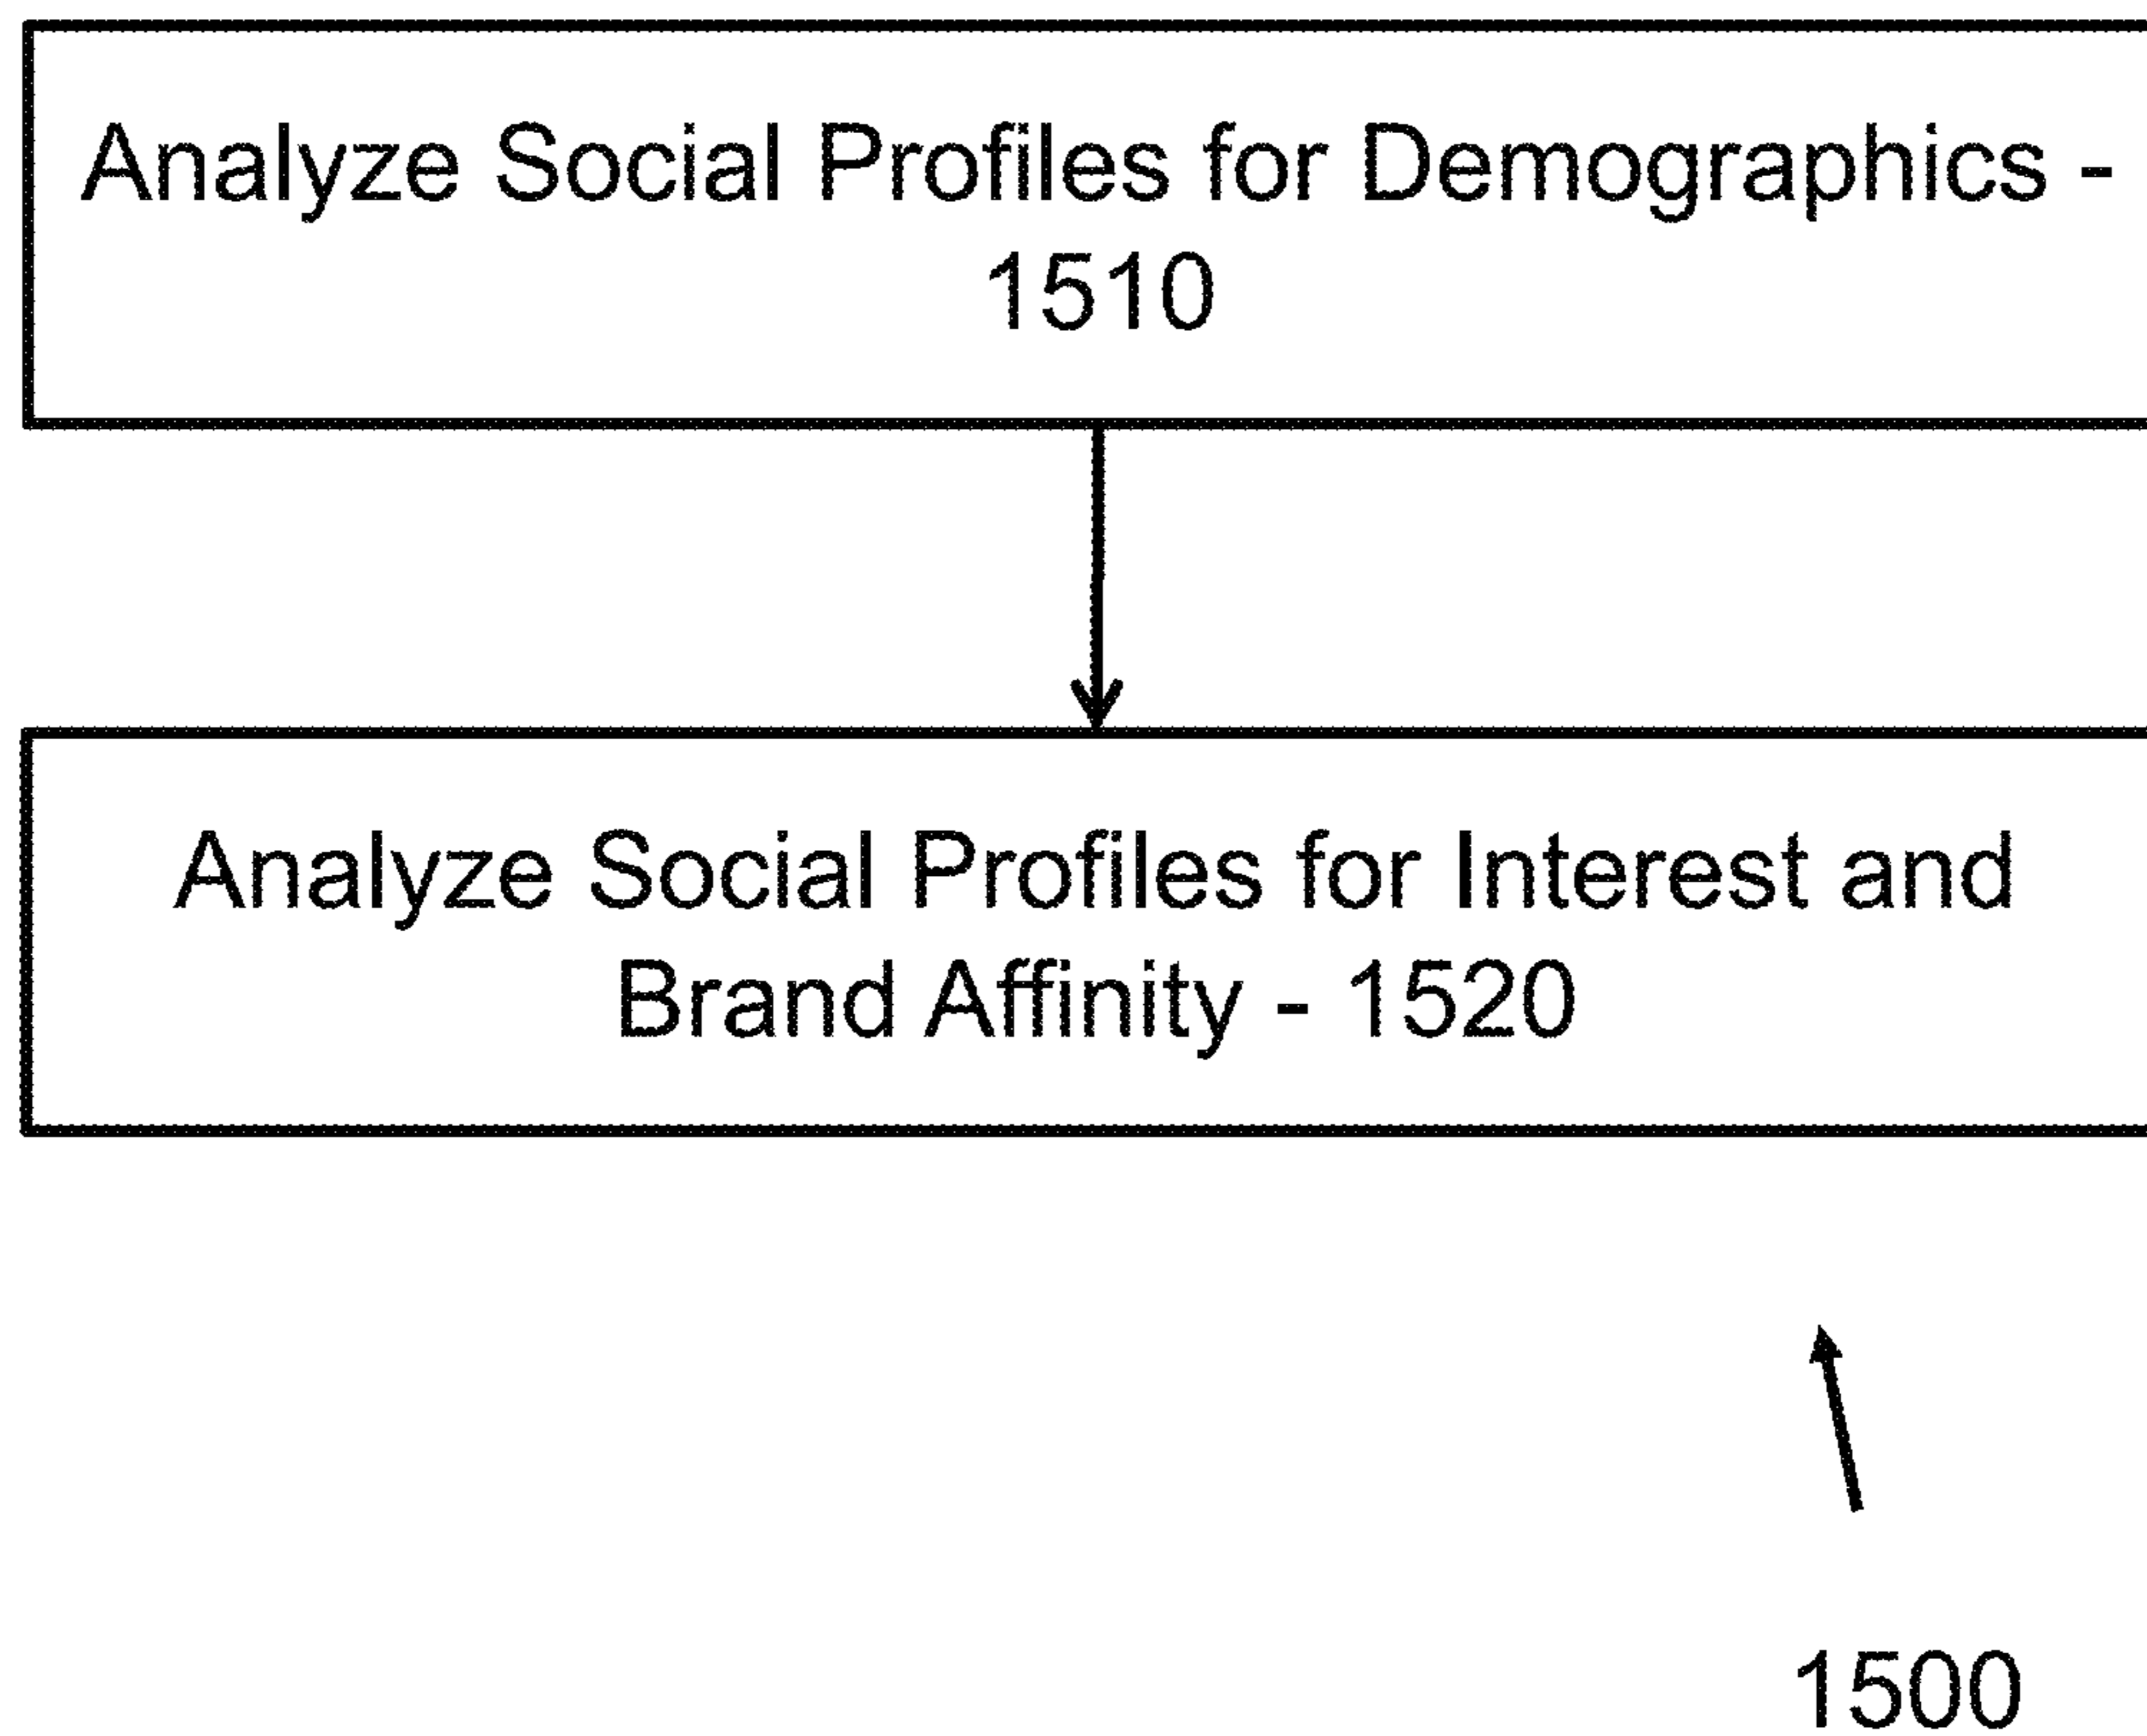 Analyze Social Profiles for Demographics -
1510
Analyze Social Profiles for Interest and
Brand Affinity - 1520
1500